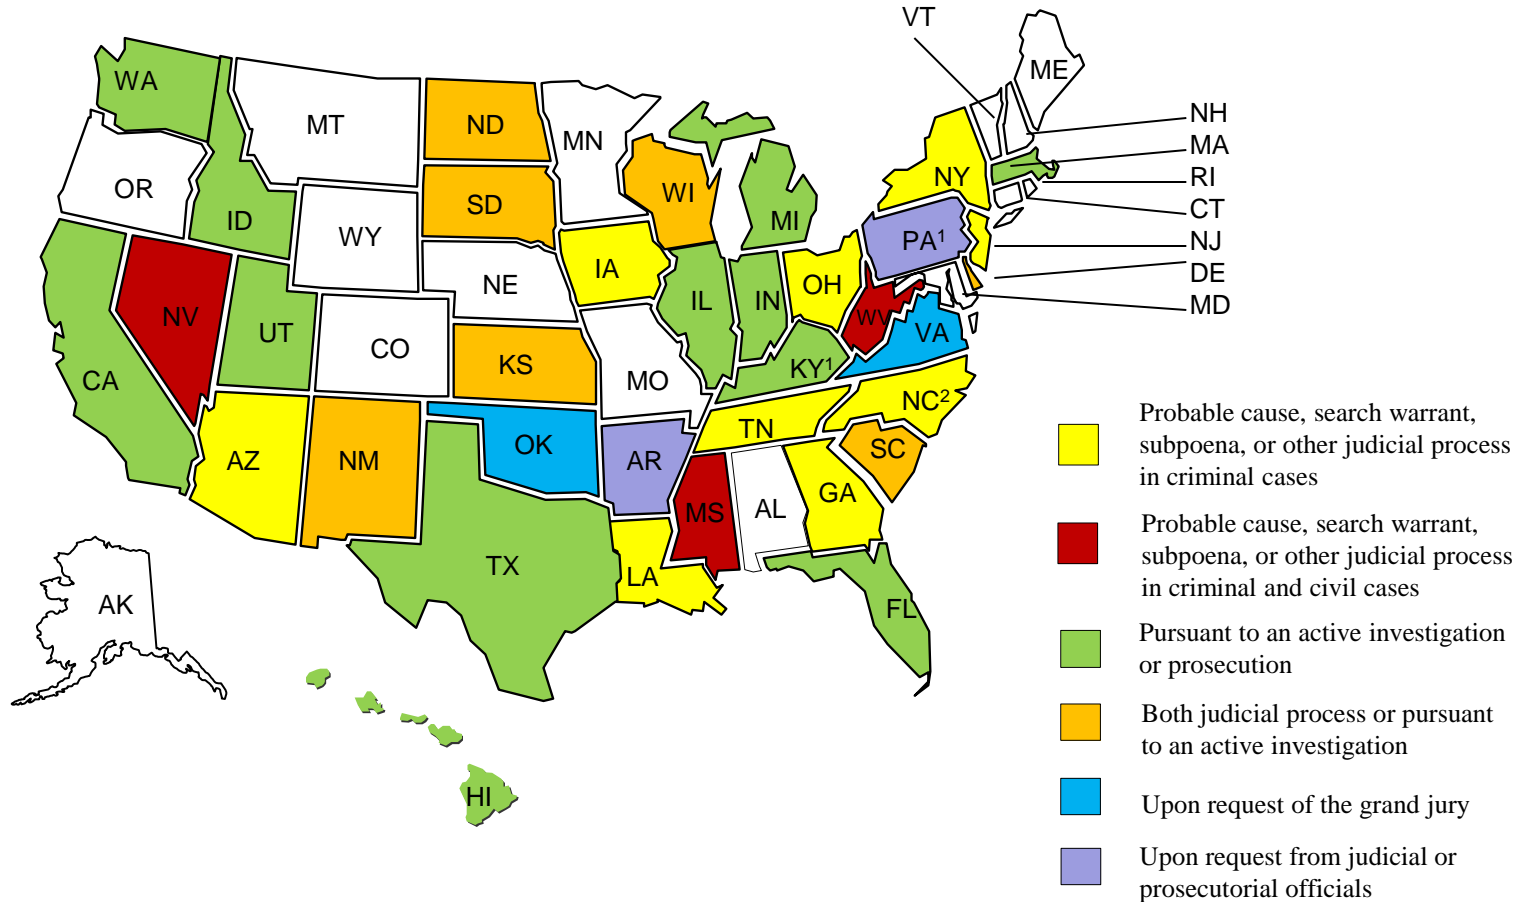 VT
ME
WA
MT
ND
MN
NH
MA
OR
ID
SD
WI
NY
RI
MI
CT
WY
PA¹
NJ
IA
NE
OH
DE
IL
IN
MD
NV
WV
UT
VA
CO
KS
CA
MO
KY¹
NC²
TN
AZ
NM
OK
AR
SC
GA
MS
AL
TX
LA
FL
AK
HI
Probable cause, search warrant,
subpoena, or other judicial process
in criminal cases
Probable cause, search warrant,
subpoena, or other judicial process
in criminal and civil cases
Pursuant to an active investigation
or prosecution
Both judicial process or pursuant
to an active investigation
Upon request of the grand jury
Upon request from judicial or
prosecutorial officials